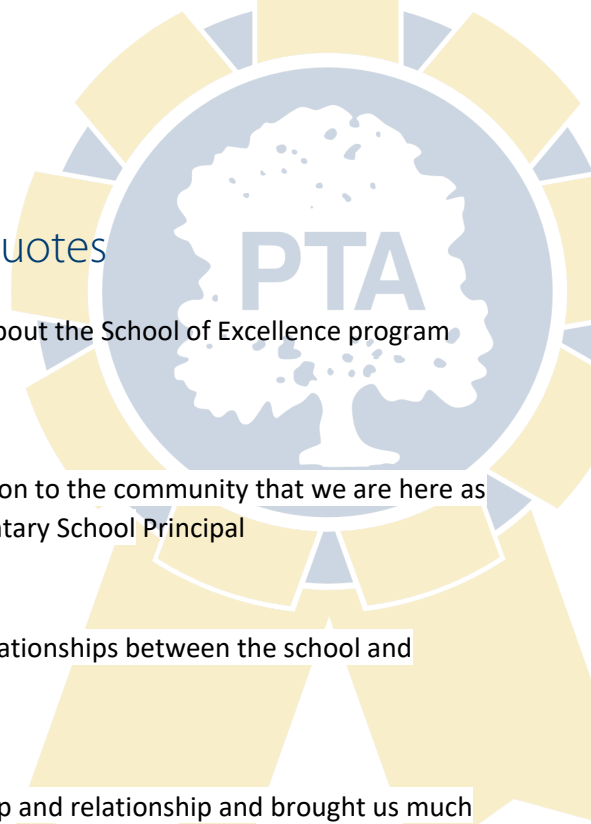 uotes
PTA
bout the School of Excellence program
on to the community that we are here as
ntary School Principal
ationships between the school and
p and relationship and brought us much